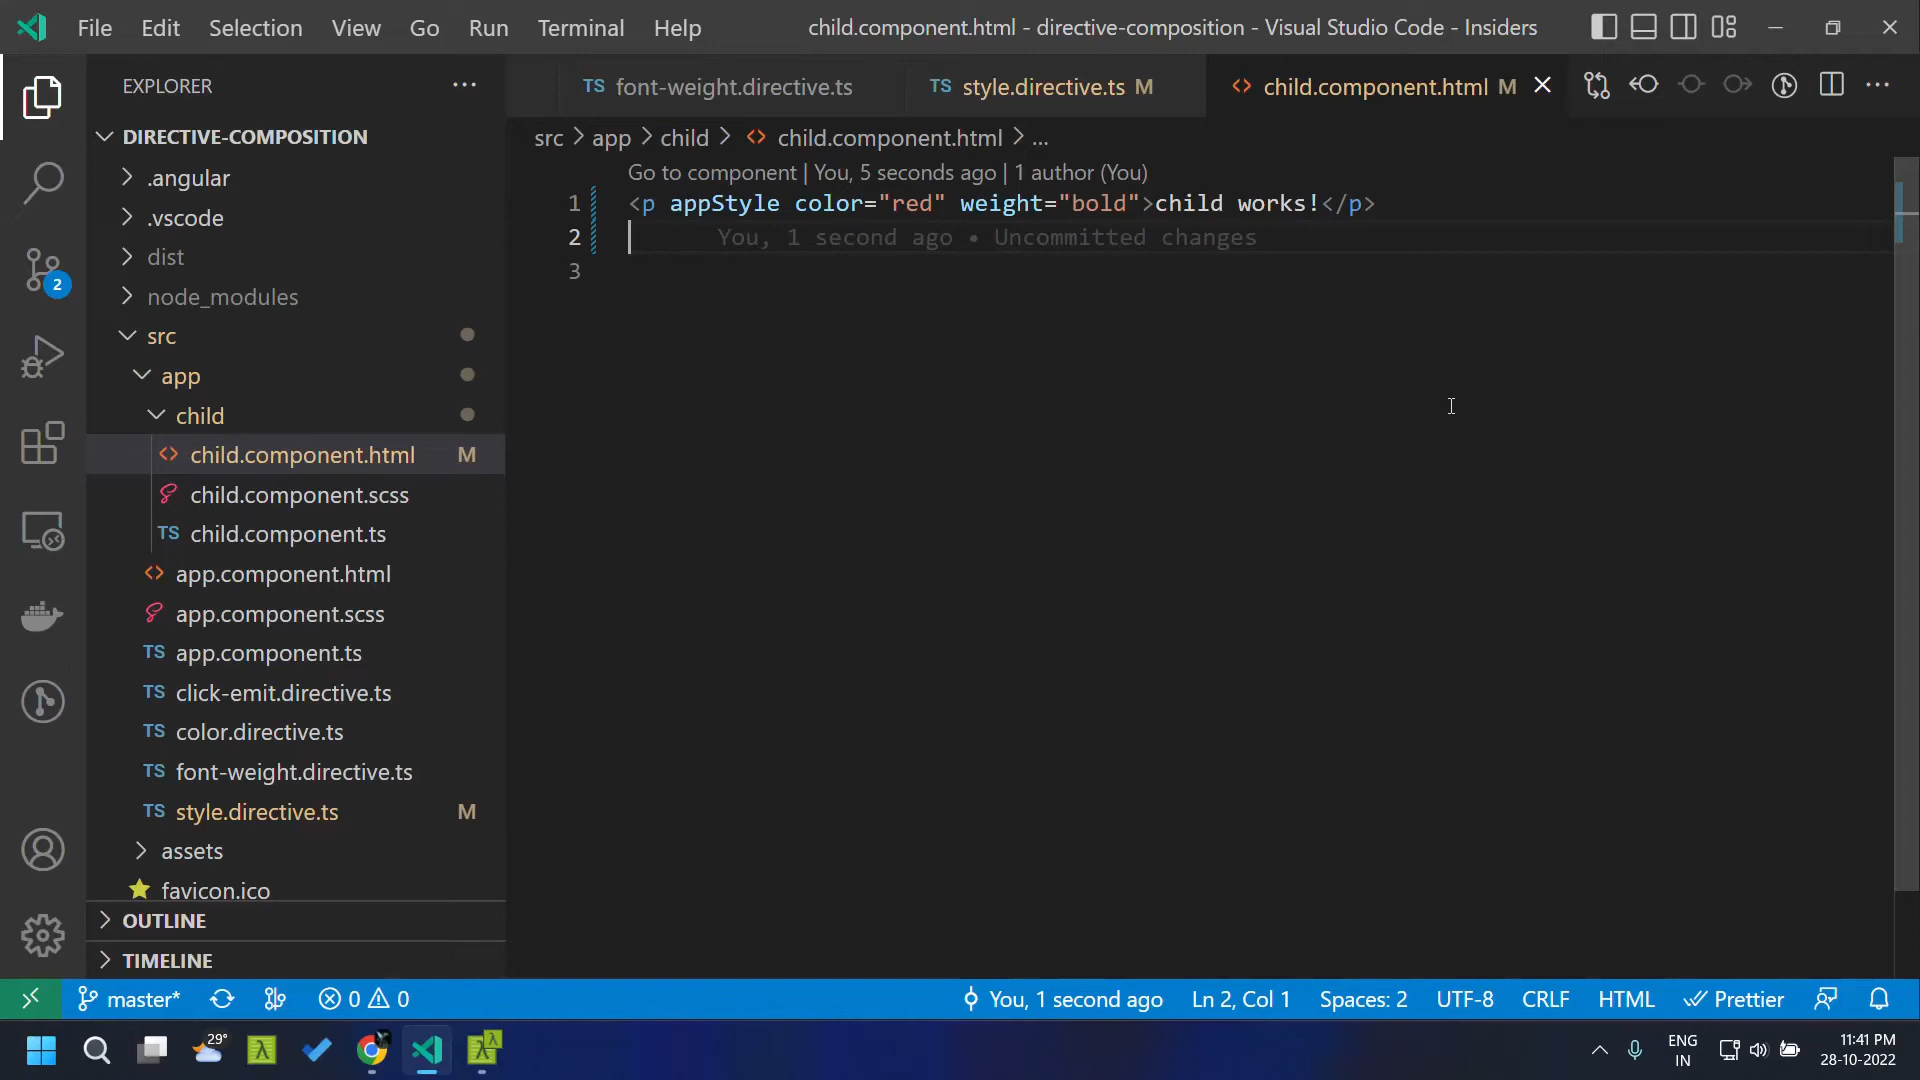 File Edit Selection View Go Run Terminal Help child.component.html - directive-composition - Visual Studio Code - Insiders
EXPLORER
TS font-weight.directive.ts TS style.directive.ts M child.component.html M
DIRECTIVE-COMPOSITION
src app child child.component.html ...
.angular
Go to component | You, 5 seconds ago | 1 author (You)
1 <p appStyle color="red" weight="bold">child works!</p>
.vscode
2 You, 1 second ago • Uncommitted changes
dist
3
node_modules
2
src
app
child
child.component.html M
child.component.scss
TS child.component.ts
app.component.html
app.component.scss
TS app.component.ts
TS click-emit.directive.ts
TS color.directive.ts
TS font-weight.directive.ts
TS style.directive.ts M
assets
favicon.ico
OUTLINE
TIMELINE
master* 0 0 You, 1 second ago Ln 2, Col 1 Spaces: 2 UTF-8 CRLF HTML Prettier
29°
ENG
IN
11:41 PM
28-10-2022